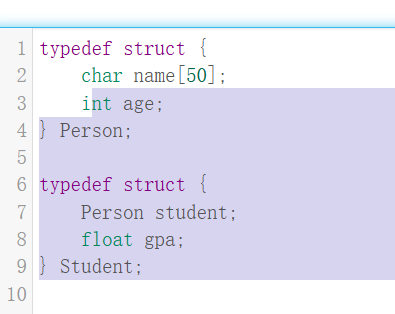 1 typedef struct {
2     char name[50];
3     int age;
4 } Person;
5
6 typedef struct {
7     Person student;
8     float gpa;
9 } Student;
10